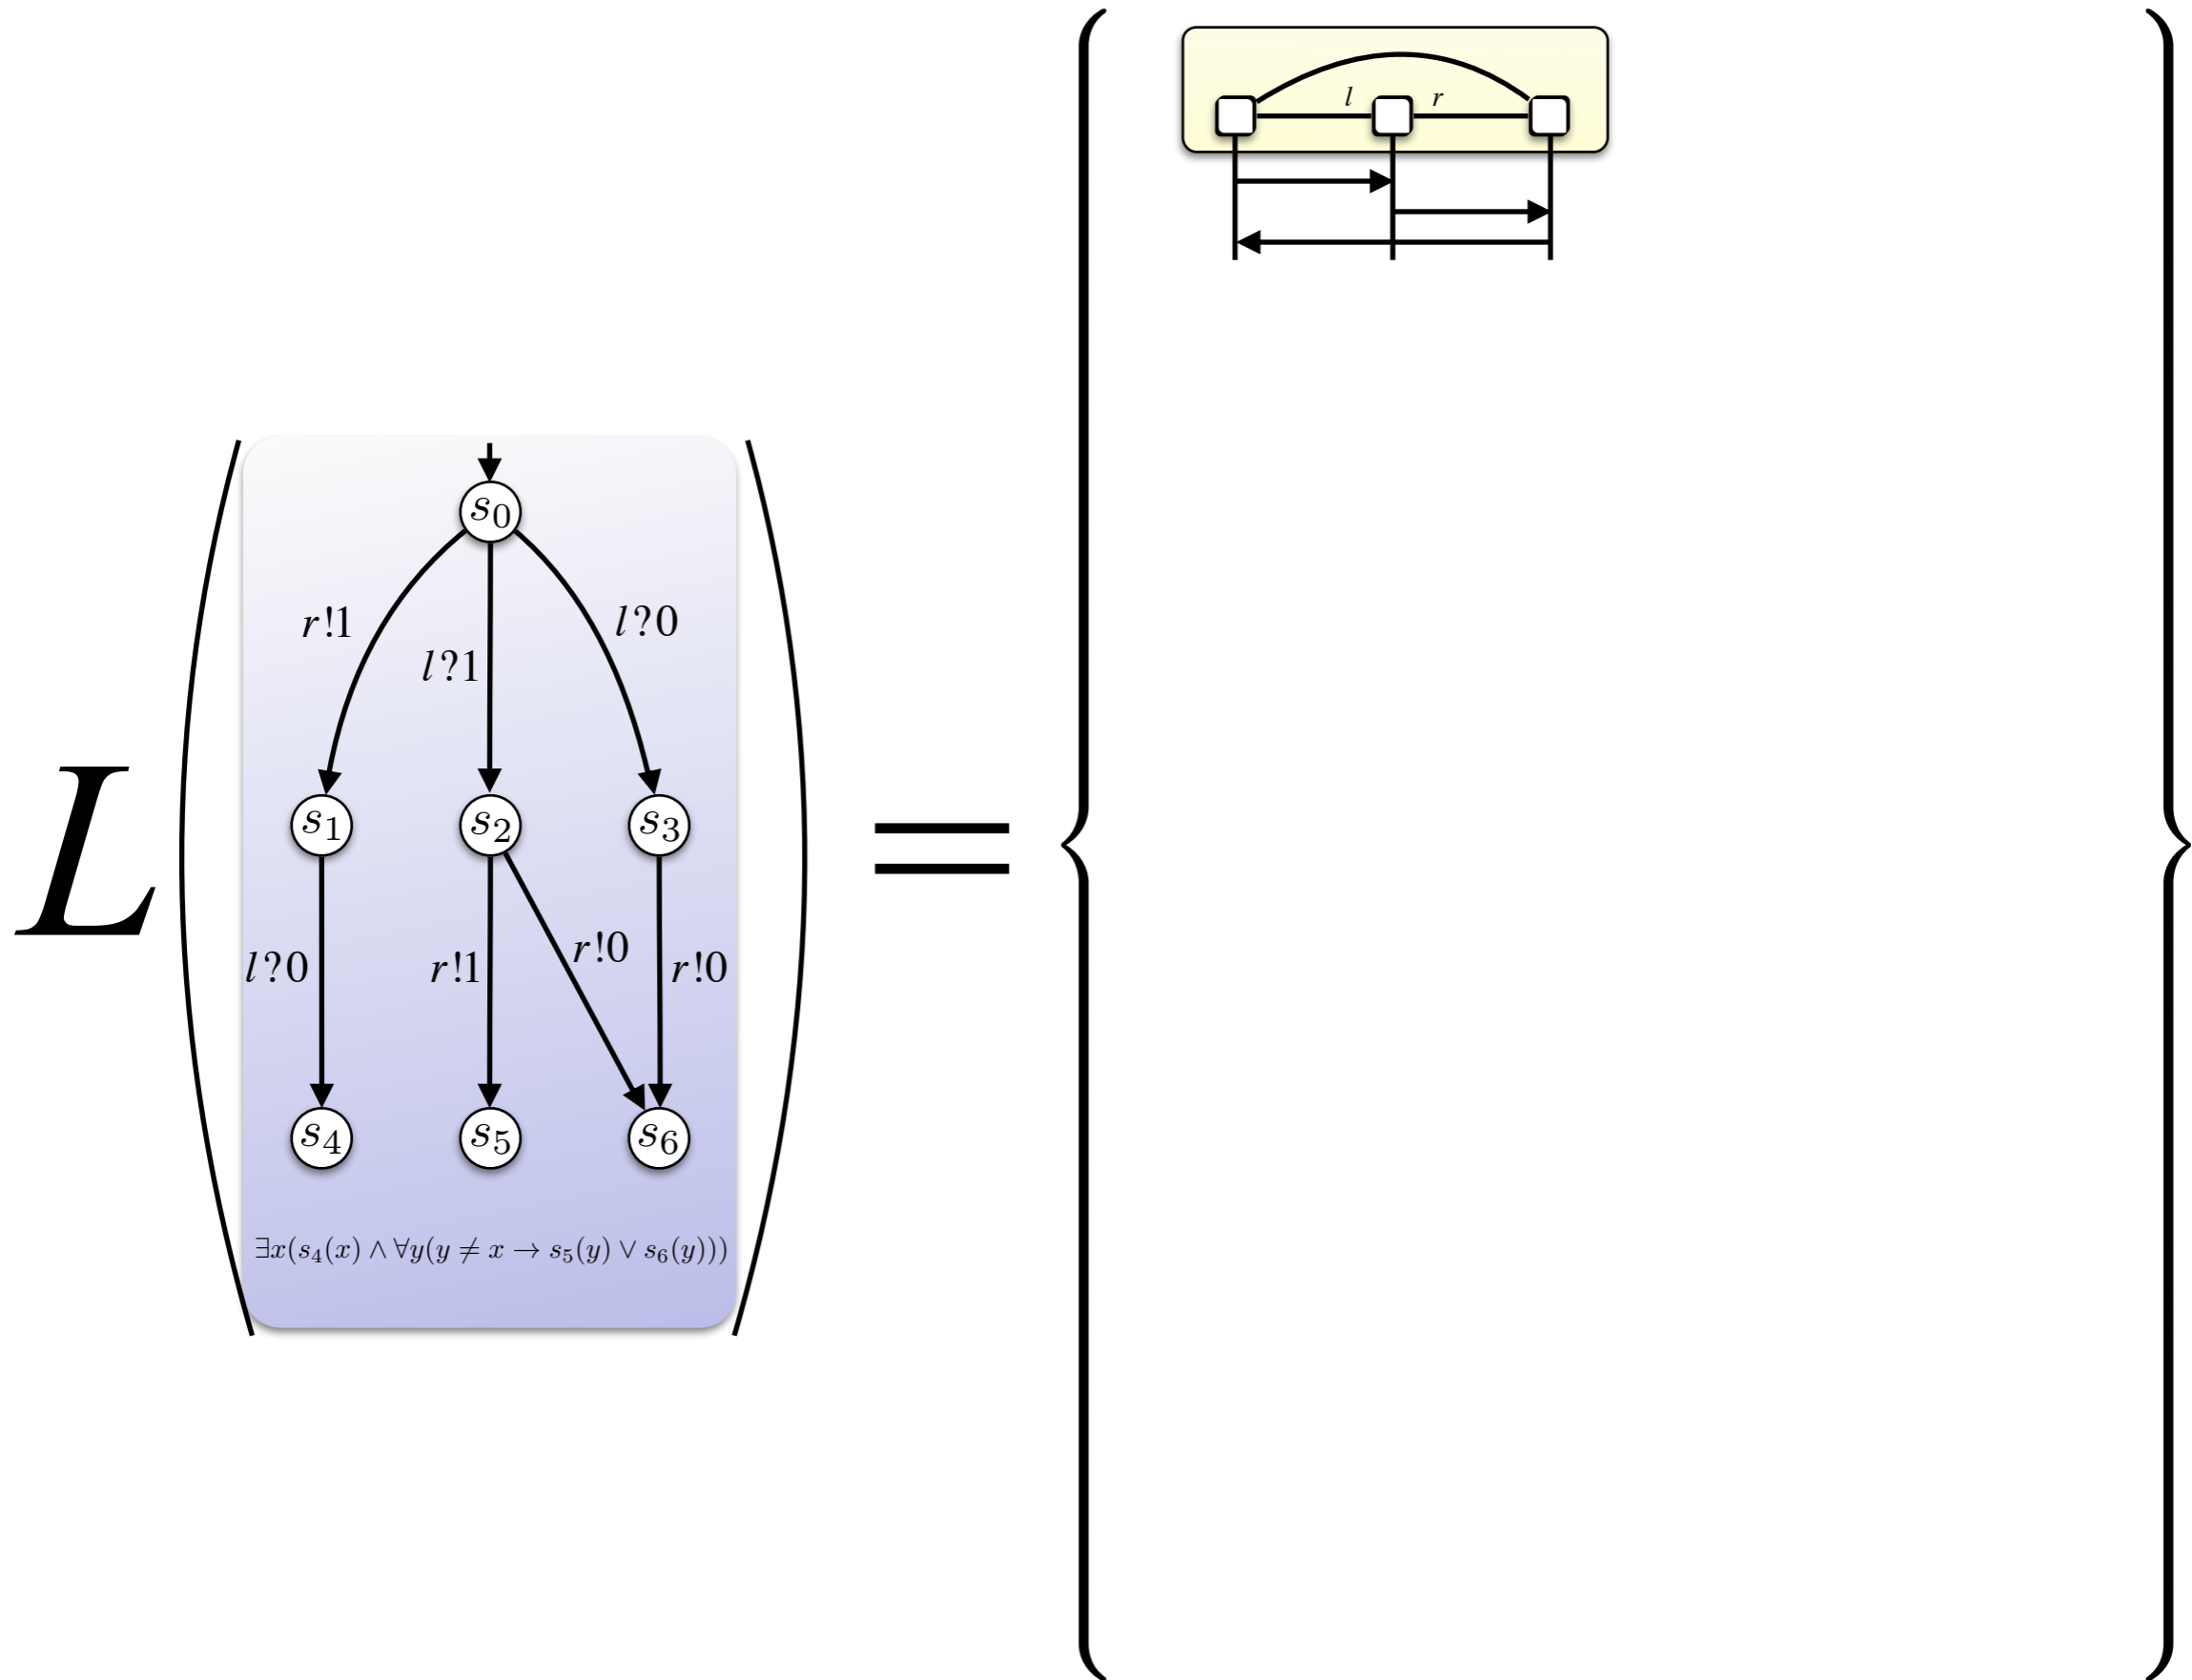 l r
s₀
r!1
l?1
l?0
L
s₁ s₂ s₃
=
l?0
r!1
r!0
r!0
s₄ s₅ s₆
∃x(s₄(x) ∧ ∀y(y ≠ x → s₅(y) ∨ s₆(y)))